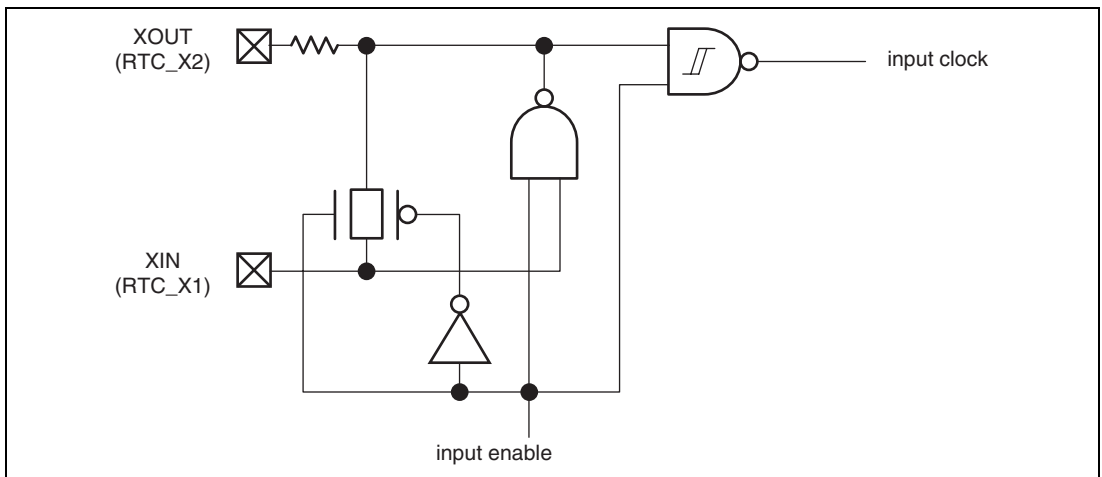 XOUT
(RTC_X2)
input clock
XIN
(RTC_X1)
input enable